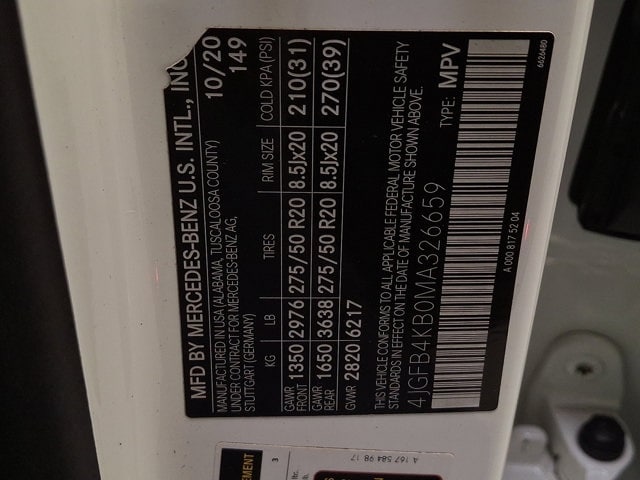 MFD BY MERCEDES-BENZ U.S. INTL., INC
MANUFACTURED IN USA (ALABAMA, TUSCALOOSA COUNTY)
UNDER CONTRACT FOR MERCEDES-BENZ AG,
STUTTGART (GERMANY)
10/20
149
KG LB TIRES RIM SIZE COLD KPA (PSI)
GAWR FRONT 1350 2976 275/50 R20 8.5Jx20 210(31)
GAWR REAR 1650 3638 275/50 R20 8.5Jx20 270(39)
GVWR 2820 6217
THIS VEHICLE CONFORMS TO ALL APPLICABLE FEDERAL MOTOR VEHICLE SAFETY
STANDARDS IN EFFECT ON THE DATE OF MANUFACTURE SHOWN ABOVE.
4JGFB4KB0MA326659 TYPE: MPV
A 000 817 52 04
6626480
A 167 584 98 17
3